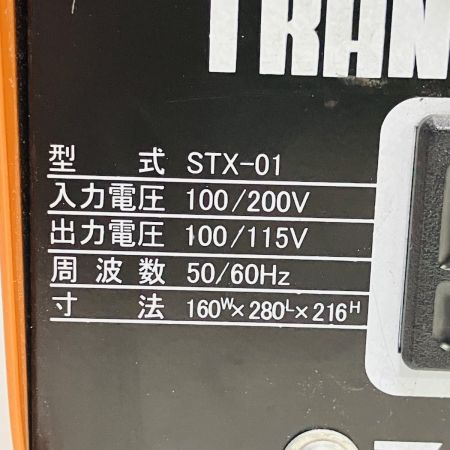 TRAN
型式 STX-01
入力電圧 100/200V
出力電圧 100/115V
周波数 50/60Hz
寸法 160ᵂ×280ᴸ×216ᴴ